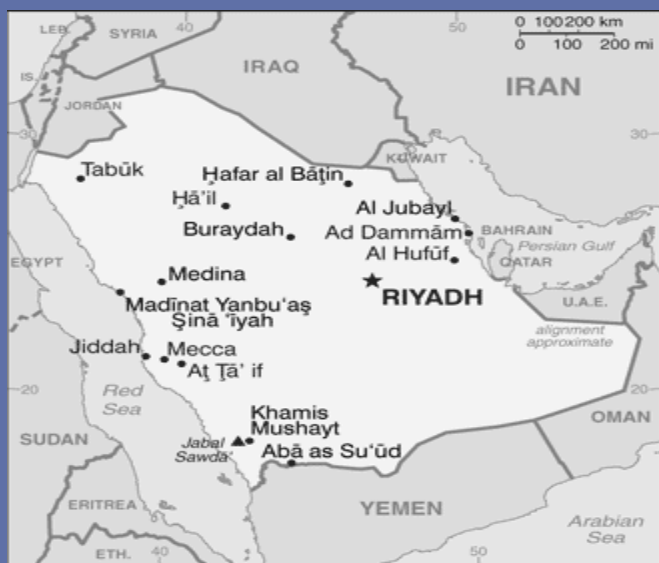 40
50
0 100200 km
0 100 200 mi
LEB.
SYRIA
IRAQ
IRAN
IS.
JORDAN
30
30
KUWAIT
Tabūk
Ḩafar al Bāţin
Ḩā'il
Al Jubayl
Buraydah
Ad Dammām
BAHRAIN
Persian Gulf
Al Hufūf
QATAR
EGYPT
Medina
RIYADH
U.A.E.
Madīnat Yanbu‘aş
Şinā ‘īyah
alignment
approximate
Jiddah
Mecca
Aţ Ţā’ if
20
20
Red
Sea
OMAN
Khamis
Mushayt
SUDAN
Jabal
Sawdā’
Abā as Su‘ūd
YEMEN
ERITREA
Arabian
Sea
ETH.
40
50